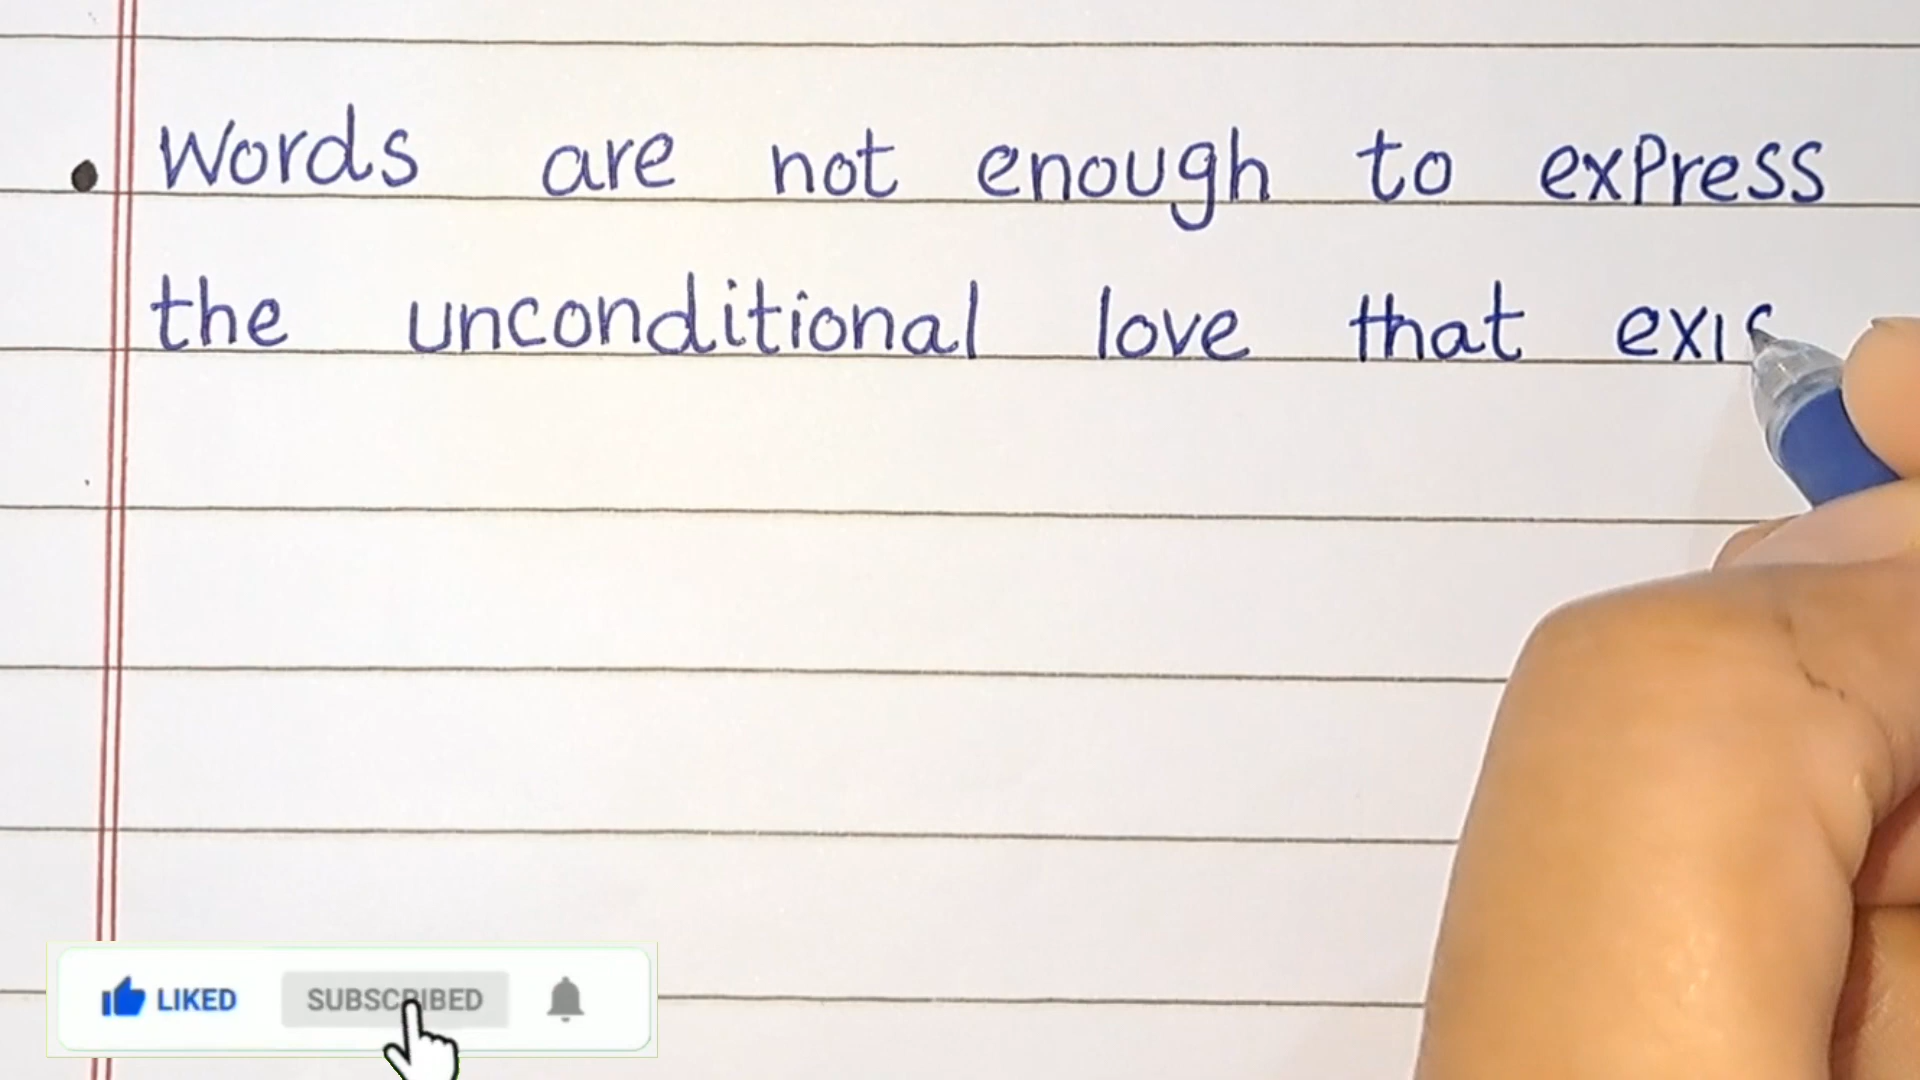 Words are not enough to exPress
the unconditional love that exis
LIKED SUBSCRIBED